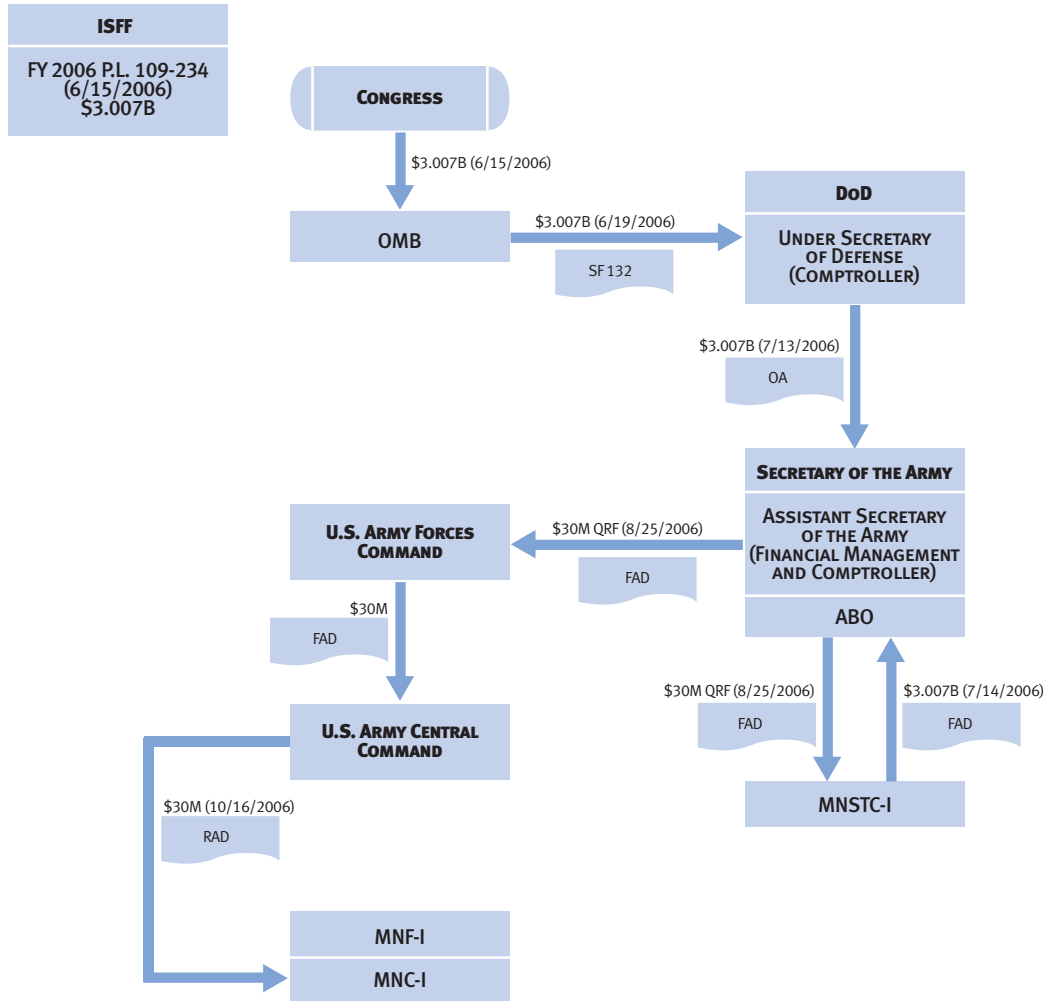 ISFF
FY 2006 P.L. 109-234
(6/15/2006)
$3.007B
CONGRESS
$3.007B (6/15/2006)
OMB
$3.007B (6/19/2006)
SF 132
DOD
UNDER SECRETARY
OF DEFENSE
(COMPTROLLER)
$3.007B (7/13/2006)
OA
SECRETARY OF THE ARMY
ASSISTANT SECRETARY
OF THE ARMY
(FINANCIAL MANAGEMENT
AND COMPTROLLER)
ABO
$30M QRF (8/25/2006)
FAD
U.S. ARMY FORCES
COMMAND
$30M
FAD
U.S. ARMY CENTRAL
COMMAND
$30M QRF (8/25/2006)
FAD
$3.007B (7/14/2006)
FAD
MNSTC-I
$30M (10/16/2006)
RAD
MNF-I
MNC-I